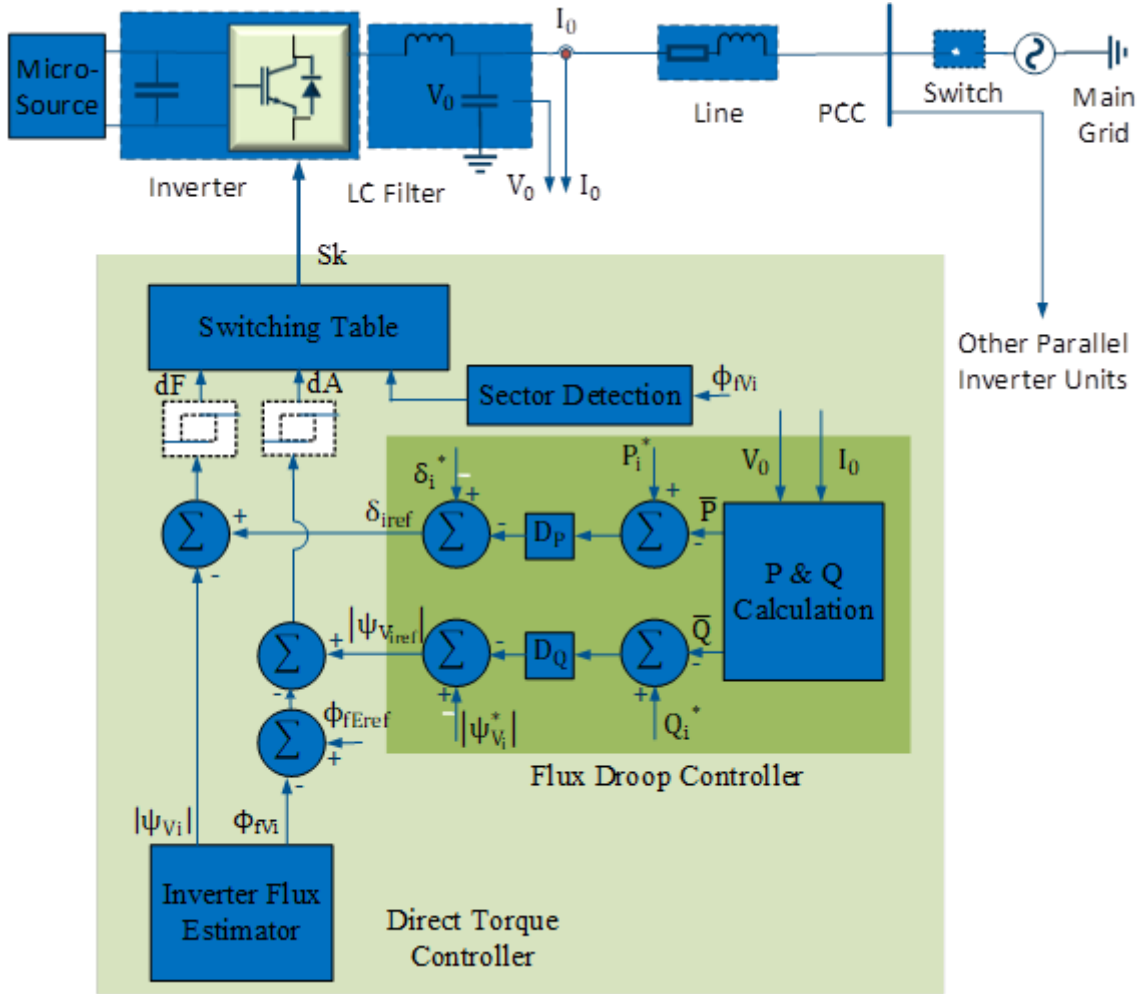 I₀
Micro-
Source
V₀
Line
PCC
Switch
Main
Grid
Inverter
LC Filter
V₀
I₀
Sk
Switching Table
Other Parallel
Inverter Units
dF
dA
Sector Detection
ϕfVi
δi*
Pi*
V₀
I₀
Σ
+
-
δiref
Σ
-
+
-
DP
Σ
+
P̅
-
P & Q
Calculation
Σ
+
-
|ψViref|
Σ
-
+
-
DQ
Σ
+
Q̅
-
Σ
+
-
ϕfEref
|ψVi*|
Qi*
Flux Droop Controller
|ψVi|
ϕfVi
Inverter Flux
Estimator
Direct Torque
Controller